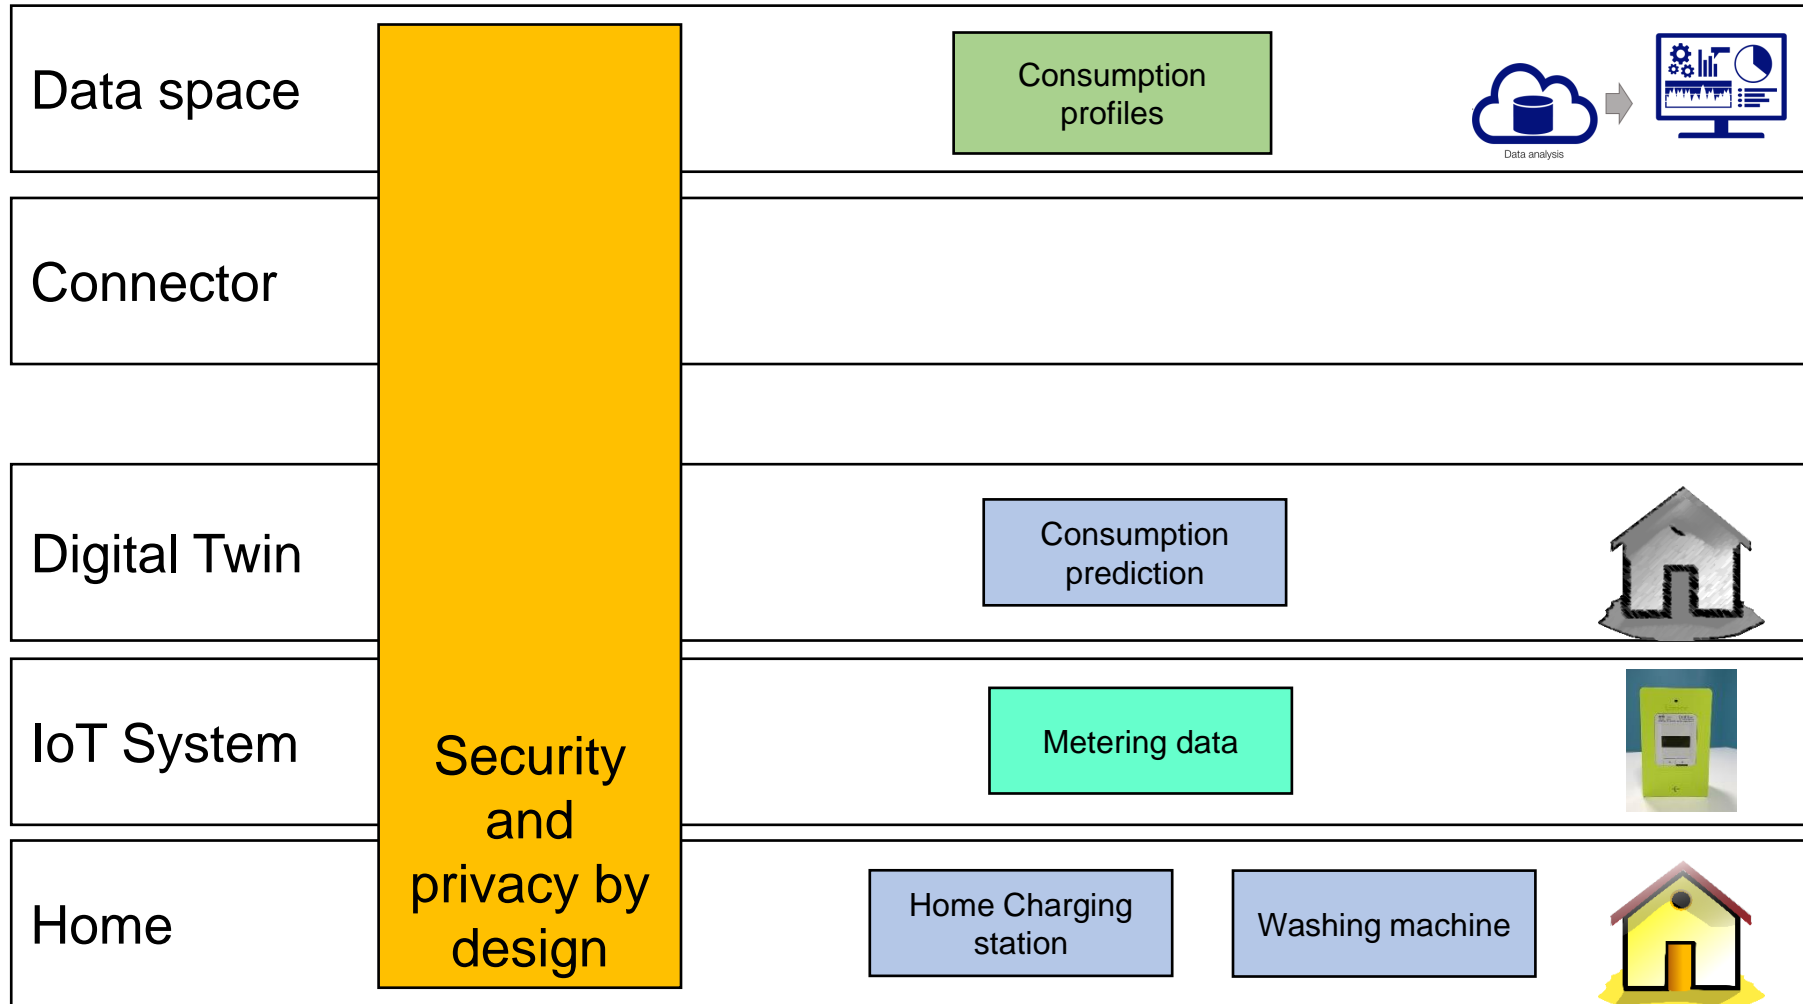 Data space
Consumption
profiles
Data analysis
Connector
Digital Twin
Consumption
prediction
IoT System
Metering data
Security
and
privacy by
design
Home
Home Charging
station
Washing machine